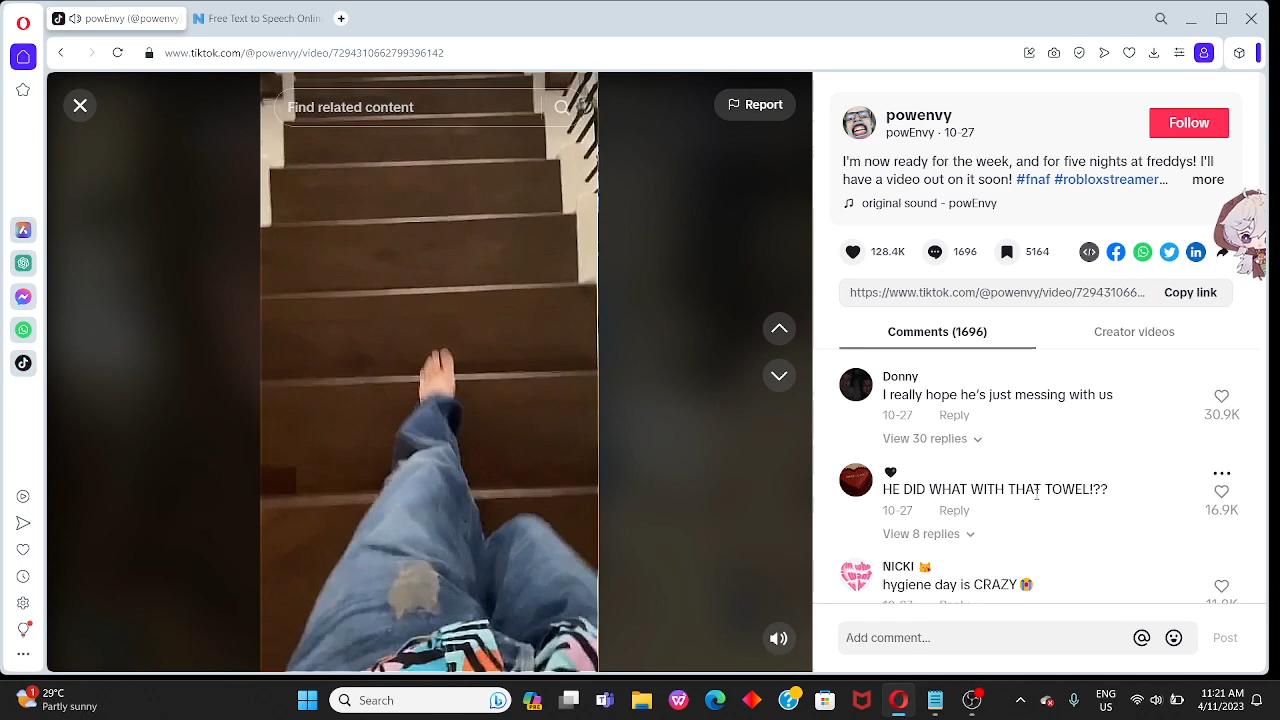 powEnvy (@powenvy
Free Text to Speech Onlin
www.tiktok.com/@powenvy/video/7294310662799396142
Find related content
Report
powenvy
powEnvy · 10-27
Follow
I'm now ready for the week, and for five nights at freddys! I'll
have a video out on it soon! #fnaf #robloxstreamer... more
original sound - powEnvy
128.4K
1696
5164
https://www.tiktok.com/@powenvy/video/729431066...
Copy link
Comments (1696)
Creator videos
Donny
I really hope he's just messing with us
10-27 Reply
30.9K
View 30 replies
HE DID WHAT WITH THAT TOWEL!??
10-27 Reply
16.9K
View 8 replies
NICKI
hygiene day is CRAZY 😭
Add comment...
Post
1
29°C
Partly sunny
Search
PRE
ENG
US
11:21 AM
4/11/2023